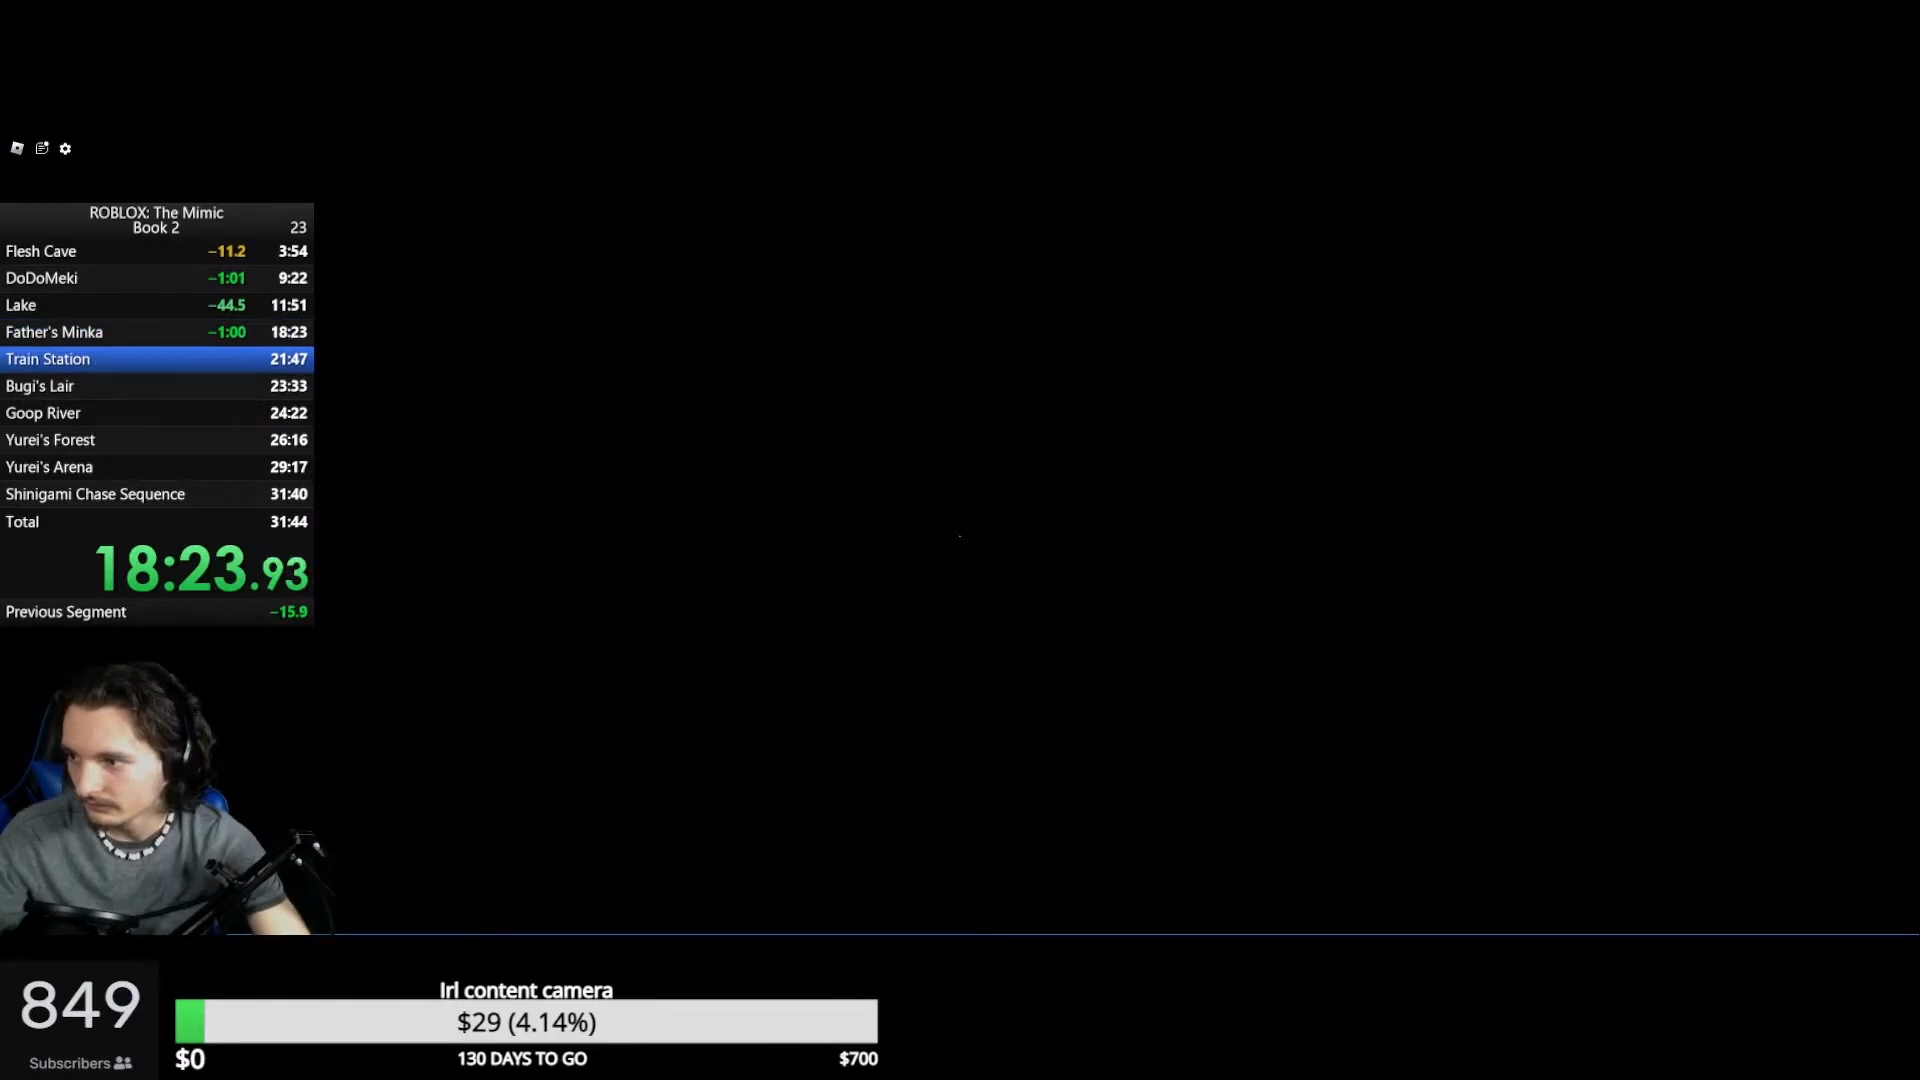 ROBLOX: The Mimic
Book 2 23
Flesh Cave −11.2 3:54
DoDoMeki −1:01 9:22
Lake −44.5 11:51
Father's Minka −1:00 18:23
Train Station 21:47
Bugi's Lair 23:33
Goop River 24:22
Yurei's Forest 26:16
Yurei's Arena 29:17
Shinigami Chase Sequence 31:40
Total 31:44
18:23.93
Previous Segment −15.9
849
Subscribers
Irl content camera
$29 (4.14%)
$0 130 DAYS TO GO $700